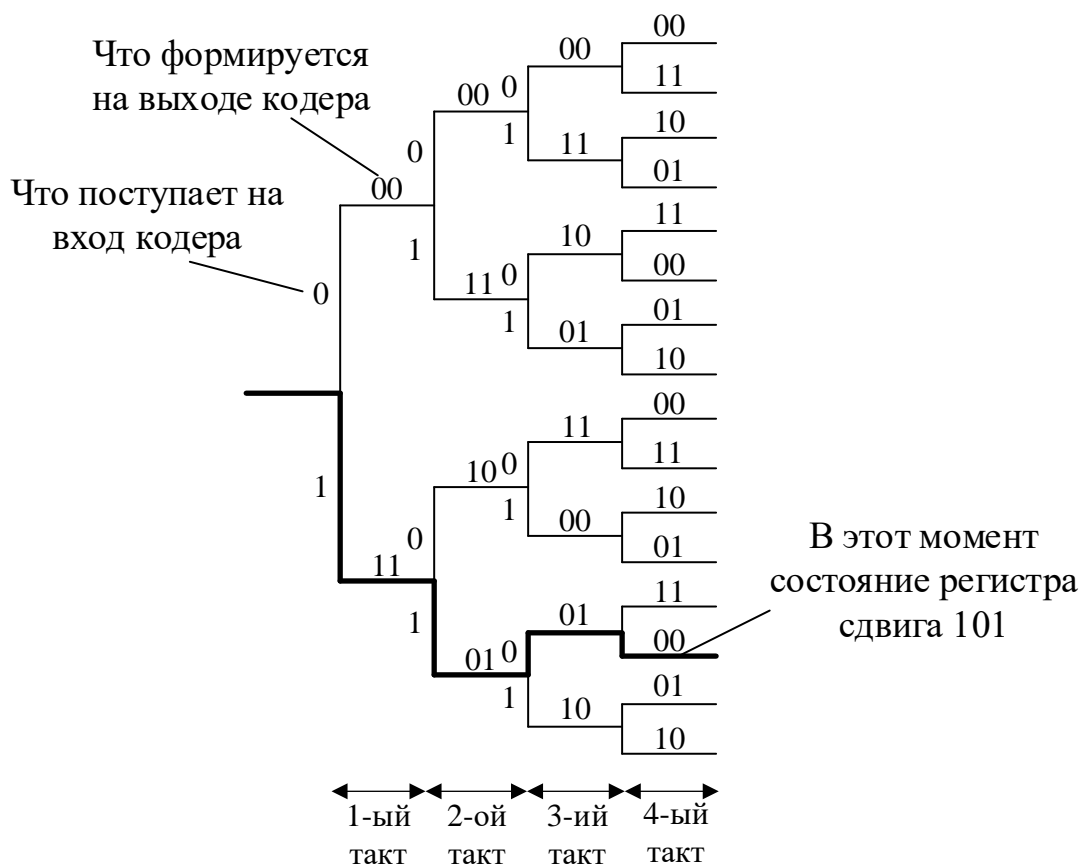 Что формируется
на выходе кодера
Что поступает на
вход кодера
0
1
00
11
0
1
0
1
00
11
10
01
0
1
0
1
0
1
0
1
00
11
10
01
11
00
01
10
00
11
10
01
11
00
01
10
00
11
10
01
11
00
01
10
В этот момент
состояние регистра
сдвига 101
1-ый
такт
2-ой
такт
3-ий
такт
4-ый
такт